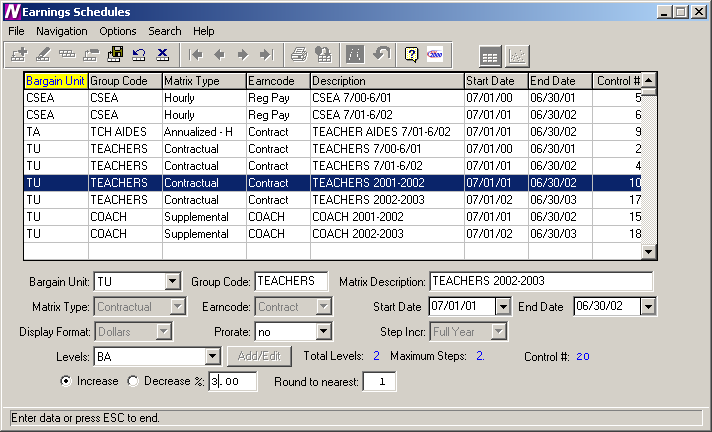 N Earnings Schedules
File Navigation Options Search Help
2000
Bargain Unit Group Code Matrix Type Earncode Description Start Date End Date Control #
CSEA CSEA Hourly Reg Pay CSEA 7/00-6/01 07/01/00 06/30/01 5
CSEA CSEA Hourly Reg Pay CSEA 7/01-6/02 07/01/01 06/30/02 6
TA TCH AIDES Annualized - H Contract TEACHER AIDES 7/01-6/02 07/01/01 06/30/02 9
TU TEACHERS Contractual Contract TEACHERS 7/00-6/01 07/01/00 06/30/01 2
TU TEACHERS Contractual Contract TEACHERS 7/01-6/02 07/01/01 06/30/02 4
TU TEACHERS Contractual Contract TEACHERS 2001-2002 07/01/01 06/30/02 10
TU TEACHERS Contractual Contract TEACHERS 2002-2003 07/01/02 06/30/03 17
TU COACH Supplemental COACH COACH 2001-2002 07/01/01 06/30/02 15
TU COACH Supplemental COACH COACH 2002-2003 07/01/02 06/30/03 18
Bargain Unit: TU Group Code: TEACHERS Matrix Description: TEACHERS 2002-2003
Matrix Type: Contractual Earncode: Contract Start Date 07/01/01 End Date 06/30/02
Display Format: Dollars Prorate: no Step Incr: Full Year
Levels: BA Add/Edit Total Levels: 2 Maximum Steps: 2. Control #: 20
Increase Decrease %: 3.00 Round to nearest: 1
Enter data or press ESC to end.